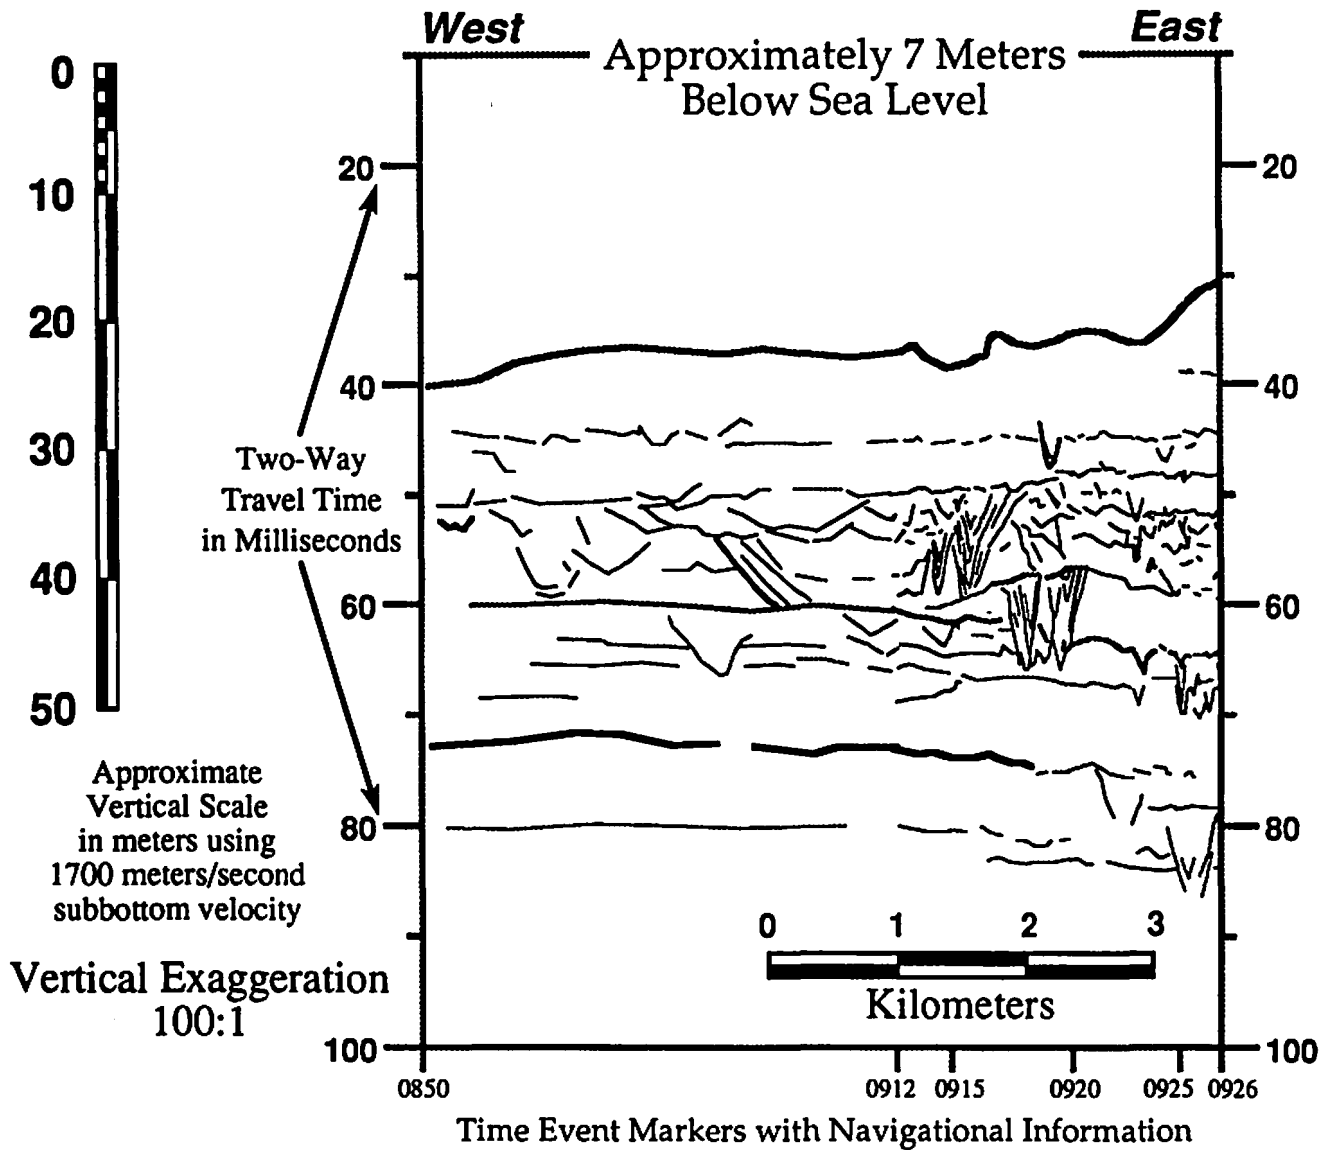 West
East
Approximately 7 Meters
Below Sea Level
0
10
20
30
40
50
20
40
60
80
100
20
40
60
80
100
Two-Way
Travel Time
in Milliseconds
Approximate
Vertical Scale
in meters using
1700 meters/second
subbottom velocity
Vertical Exaggeration
100:1
0 1 2 3
Kilometers
0850 0912 0915 0920 0925 0926
Time Event Markers with Navigational Information